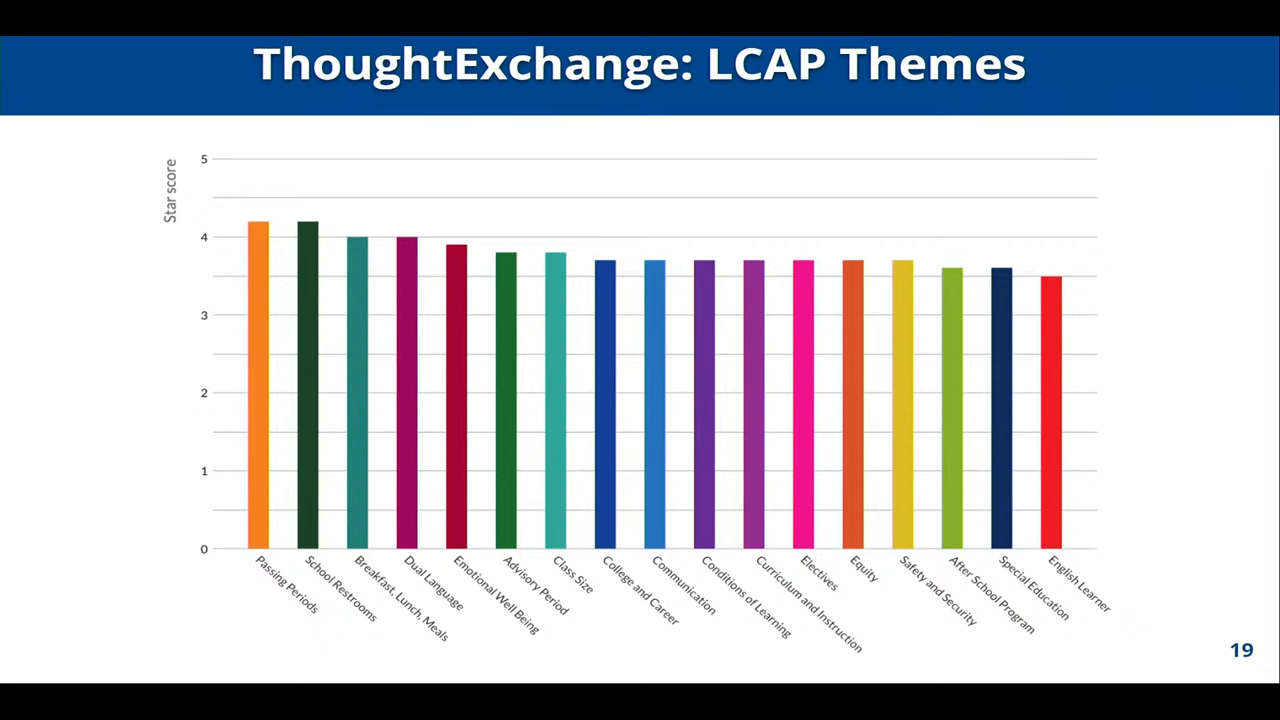 ThoughtExchange: LCAP Themes
Star score
5
4
3
2
1
0
Passing Periods
School Restrooms
Breakfast, Lunch, Meals
Dual Language
Emotional Well Being
Advisory Period
Class Size
College and Career
Communication
Conditions of Learning
Curriculum and Instruction
Electives
Equity
Safety and Security
After School Program
Special Education
English Learner
19